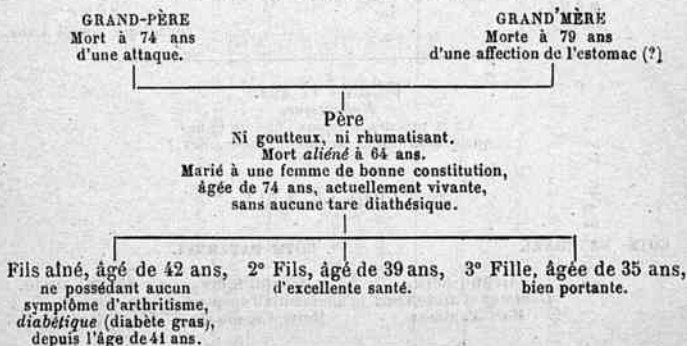 GRAND-PÈRE
Mort à 74 ans
d'une attaque.
GRAND'MÈRE
Morte à 79 ans
d'une affection de l'estomac (?)
Père
Ni goutteux, ni rhumatisant.
Mort aliéné à 64 ans.
Marié à une femme de bonne constitution,
âgée de 74 ans, actuellement vivante,
sans aucune tare diathésique.
Fils aîné, âgé de 42 ans,
ne possédant aucun
symptôme d'arthritisme,
diabétique (diabète gras),
depuis l'âge de 41 ans.
2° Fils, âgé de 39 ans,
d'excellente santé.
3° Fille, âgée de 35 ans,
bien portante.